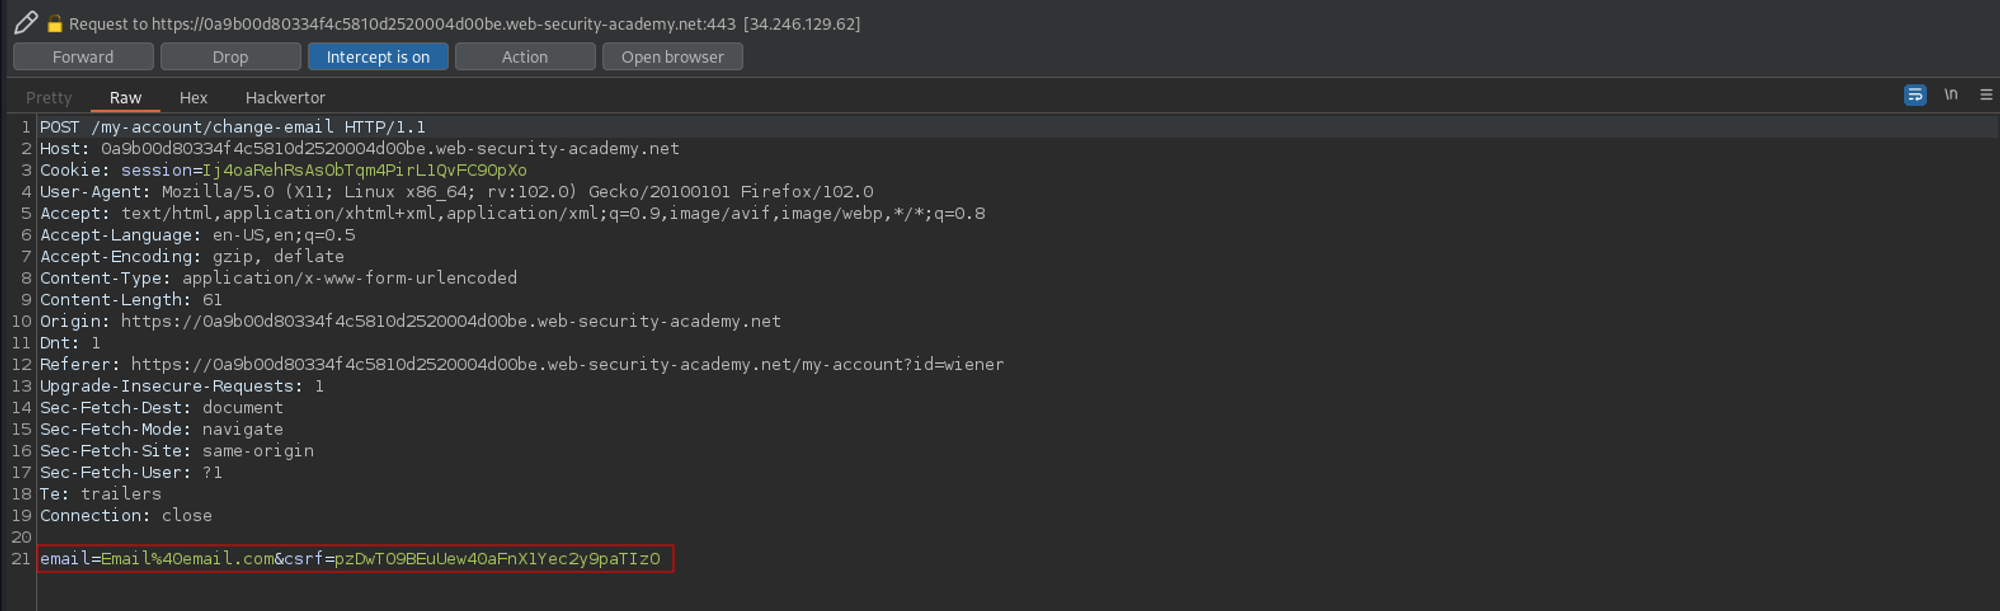 Request to https://0a9b00d80334f4c5810d2520004d00be.web-security-academy.net:443 [34.246.129.62]
Forward Drop Intercept is on Action Open browser
Pretty Raw Hex Hackvertor \n
1 POST /my-account/change-email HTTP/1.1
2 Host: 0a9b00d80334f4c5810d2520004d00be.web-security-academy.net
3 Cookie: session=Ij4oaRehRsAsObTqm4PirL1QvFC9OpXo
4 User-Agent: Mozilla/5.0 (X11; Linux x86_64; rv:102.0) Gecko/20100101 Firefox/102.0
5 Accept: text/html,application/xhtml+xml,application/xml;q=0.9,image/avif,image/webp,*/*;q=0.8
6 Accept-Language: en-US,en;q=0.5
7 Accept-Encoding: gzip, deflate
8 Content-Type: application/x-www-form-urlencoded
9 Content-Length: 61
10 Origin: https://0a9b00d80334f4c5810d2520004d00be.web-security-academy.net
11 Dnt: 1
12 Referer: https://0a9b00d80334f4c5810d2520004d00be.web-security-academy.net/my-account?id=wiener
13 Upgrade-Insecure-Requests: 1
14 Sec-Fetch-Dest: document
15 Sec-Fetch-Mode: navigate
16 Sec-Fetch-Site: same-origin
17 Sec-Fetch-User: ?1
18 Te: trailers
19 Connection: close
20
21 email=Email%40email.com&csrf=pzDwTO9BEuUew40aFnX1Yec2y9paTIzO